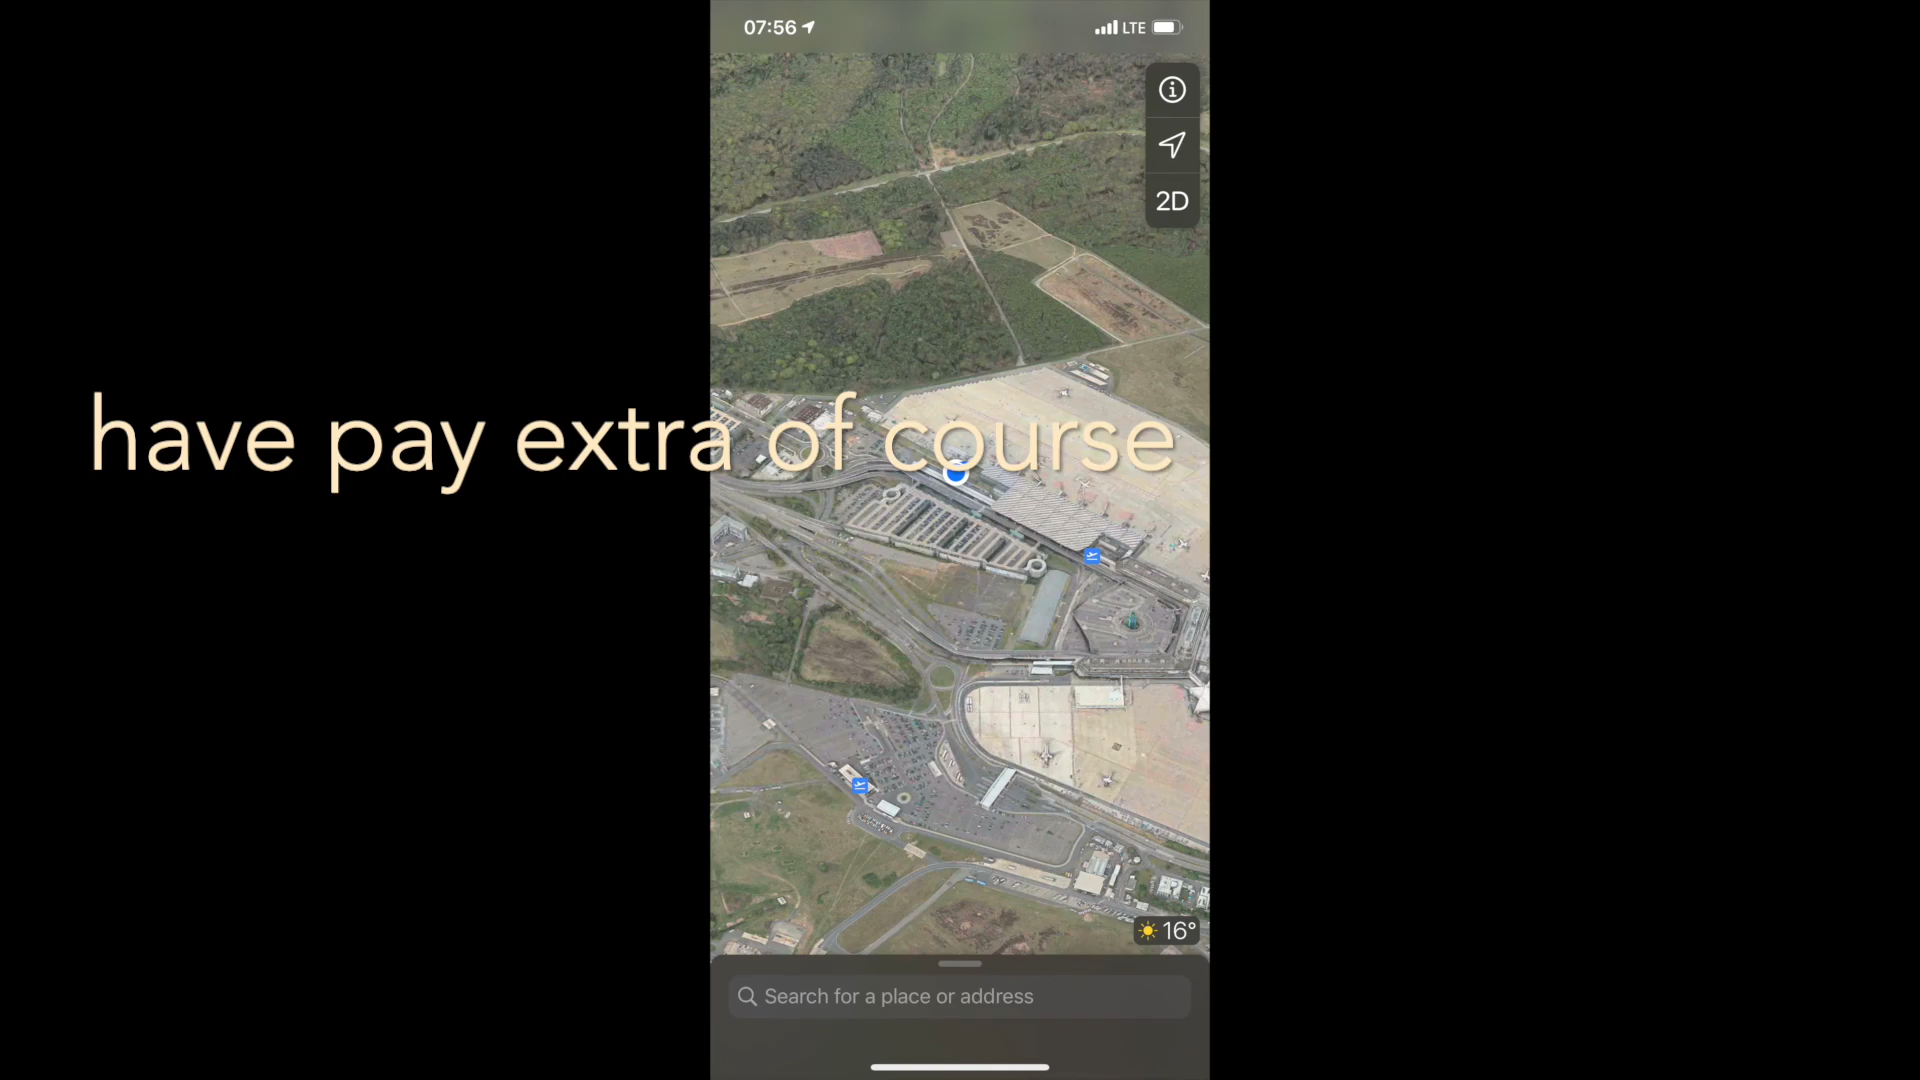 07:56
LTE
2D
have pay extra of course
16°
Search for a place or address